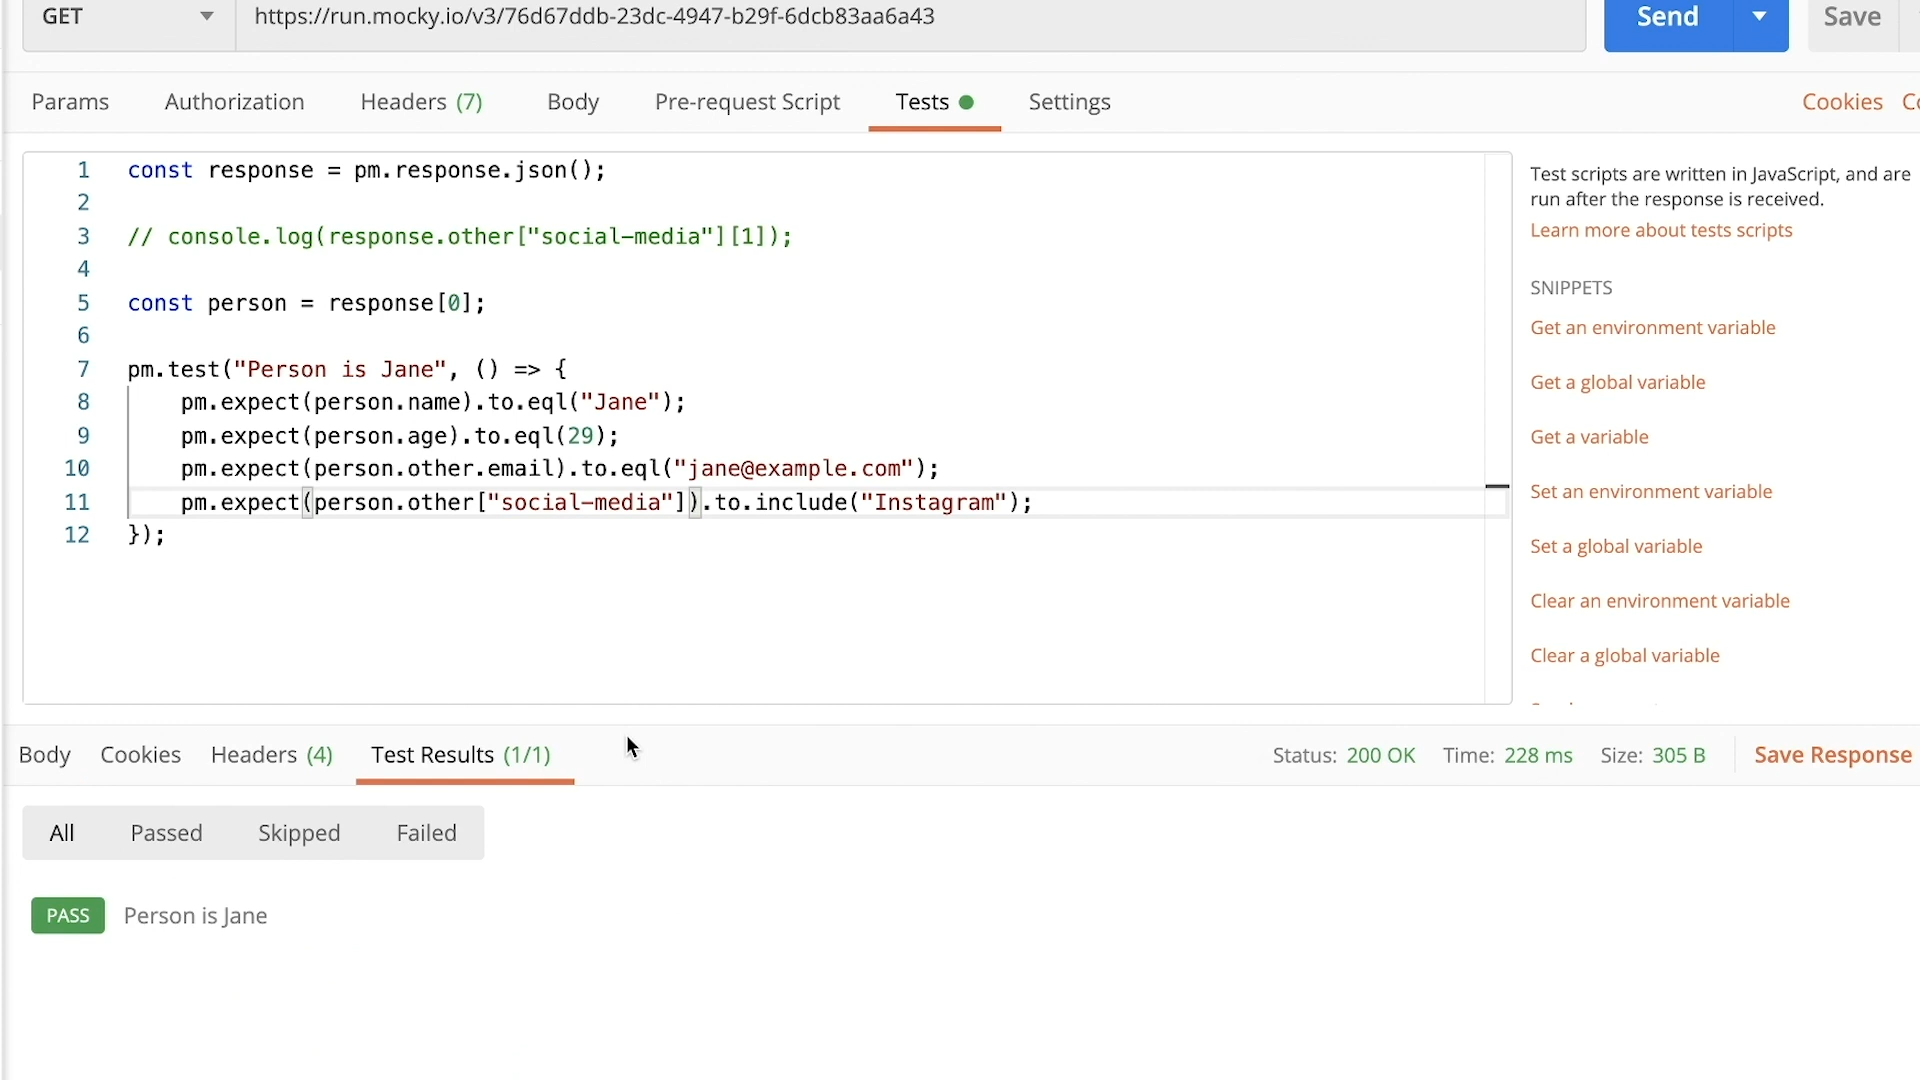 GET https://run.mocky.io/v3/76d67ddb-23dc-4947-b29f-6dcb83aa6a43 Send Save
Params Authorization Headers (7) Body Pre-request Script Tests Settings Cookies
1 const response = pm.response.json();
2
3 // console.log(response.other["social-media"][1]);
4
5 const person = response[0];
6
7 pm.test("Person is Jane", () => {
8 pm.expect(person.name).to.eql("Jane");
9 pm.expect(person.age).to.eql(29);
10 pm.expect(person.other.email).to.eql("jane@example.com");
11 pm.expect(person.other["social-media"]).to.include("Instagram");
12 });
Test scripts are written in JavaScript, and are
run after the response is received.
Learn more about tests scripts
SNIPPETS
Get an environment variable
Get a global variable
Get a variable
Set an environment variable
Set a global variable
Clear an environment variable
Clear a global variable
Body Cookies Headers (4) Test Results (1/1) Status: 200 OK Time: 228 ms Size: 305 B Save Response
All Passed Skipped Failed
PASS Person is Jane